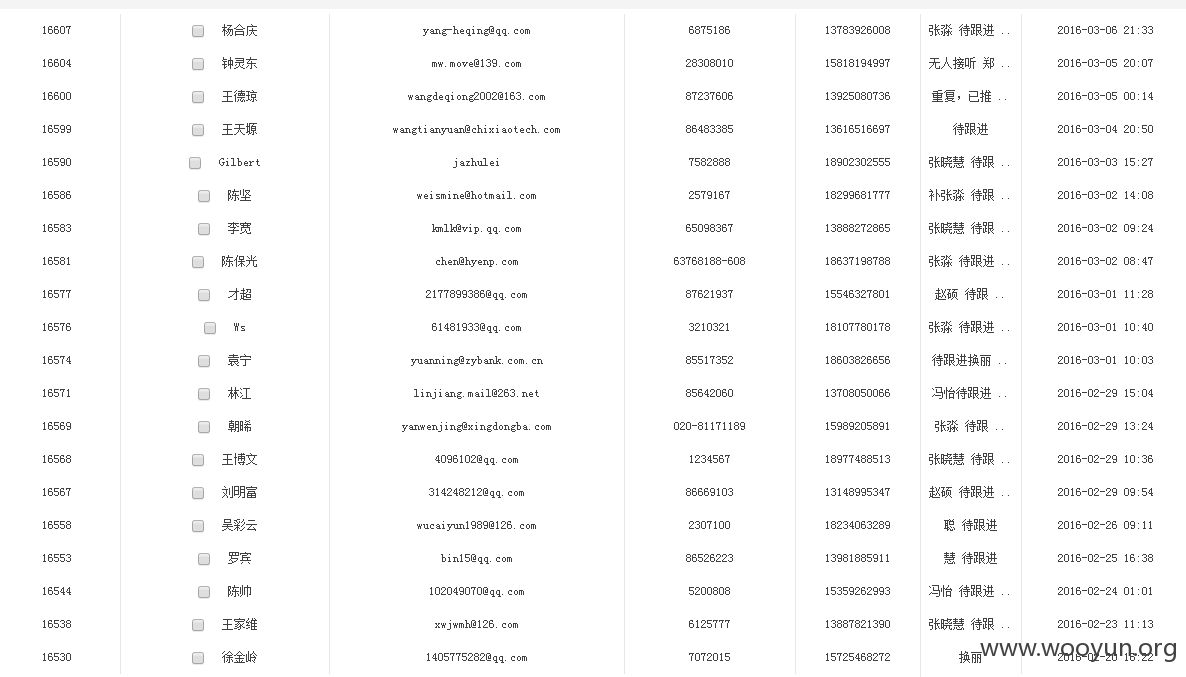 16607 杨合庆 yang-heqing@qq.com 6875186 13783926008 张淼 待跟进 .. 2016-03-06 21:33
16604 钟灵东 mw.move@139.com 28308010 15818194997 无人接听 郑 .. 2016-03-05 20:07
16600 王德琼 wangdeqiong2002@163.com 87237606 13925080736 重复，已推 .. 2016-03-05 00:14
16599 王天塬 wangtianyuan@chixiaotech.com 86483385 13616516697 待跟进 2016-03-04 20:50
16590 Gilbert jazhulei 7582888 18902302555 张晓慧 待跟 .. 2016-03-03 15:27
16586 陈坚 weismine@hotmail.com 2579167 18299681777 补张淼 待跟 .. 2016-03-02 14:08
16583 李宽 kmlk@vip.qq.com 65098367 13888272865 张晓慧 待跟 .. 2016-03-02 09:24
16581 陈保光 chen@hyenp.com 63768188-608 18637198788 张淼 待跟进 .. 2016-03-02 08:47
16577 才超 2177899386@qq.com 87621937 15546327801 赵硕 待跟 .. 2016-03-01 11:28
16576 Ws 61481933@qq.com 3210321 18107780178 张淼 待跟进 .. 2016-03-01 10:40
16574 袁宁 yuanning@zybank.com.cn 85517352 18603826656 待跟进换丽 .. 2016-03-01 10:03
16571 林江 linjiang.mail@263.net 85642060 13708050066 冯怡待跟进 .. 2016-02-29 15:04
16569 朝晞 yanwenjing@xingdongba.com 020-81171189 15989205891 张淼 待跟 .. 2016-02-29 13:24
16568 王博文 4096102@qq.com 1234567 18977488513 张晓慧 待跟 .. 2016-02-29 10:36
16567 刘明富 314248212@qq.com 86669103 13148995347 赵硕 待跟进 .. 2016-02-29 09:54
16558 吴彩云 wucaiyun1989@126.com 2307100 18234063289 聪 待跟进 2016-02-26 09:11
16553 罗宾 bin15@qq.com 86526223 13981885911 慧 待跟进 2016-02-25 16:38
16544 陈帅 102049070@qq.com 5200808 15359262993 冯怡 待跟进 .. 2016-02-24 01:01
16538 王家维 xwjwmh@126.com 6125777 13887821390 张晓慧 待跟 .. 2016-02-23 11:13
16530 徐金岭 1405775282@qq.com 7072015 15725468272 换丽 2016-02-20 16:22
www.wooyun.org